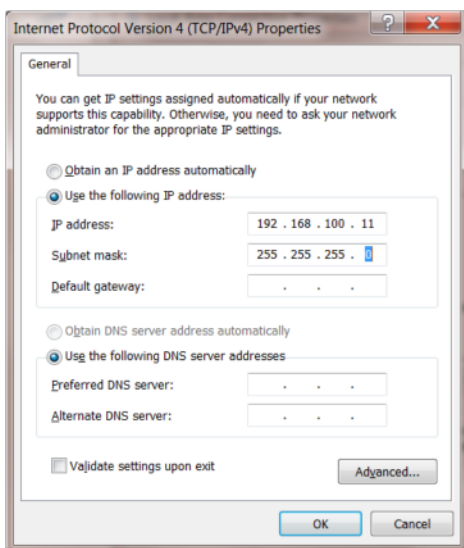 Internet Protocol Version 4 (TCP/IPv4) Properties
General
You can get IP settings assigned automatically if your network
supports this capability. Otherwise, you need to ask your network
administrator for the appropriate IP settings.
Obtain an IP address automatically
Use the following IP address:
IP address: 192 . 168 . 100 . 11
Subnet mask: 255 . 255 . 255 . 0
Default gateway: . . .
Obtain DNS server address automatically
Use the following DNS server addresses
Preferred DNS server: . . .
Alternate DNS server: . . .
Validate settings upon exit
Advanced...
OK Cancel